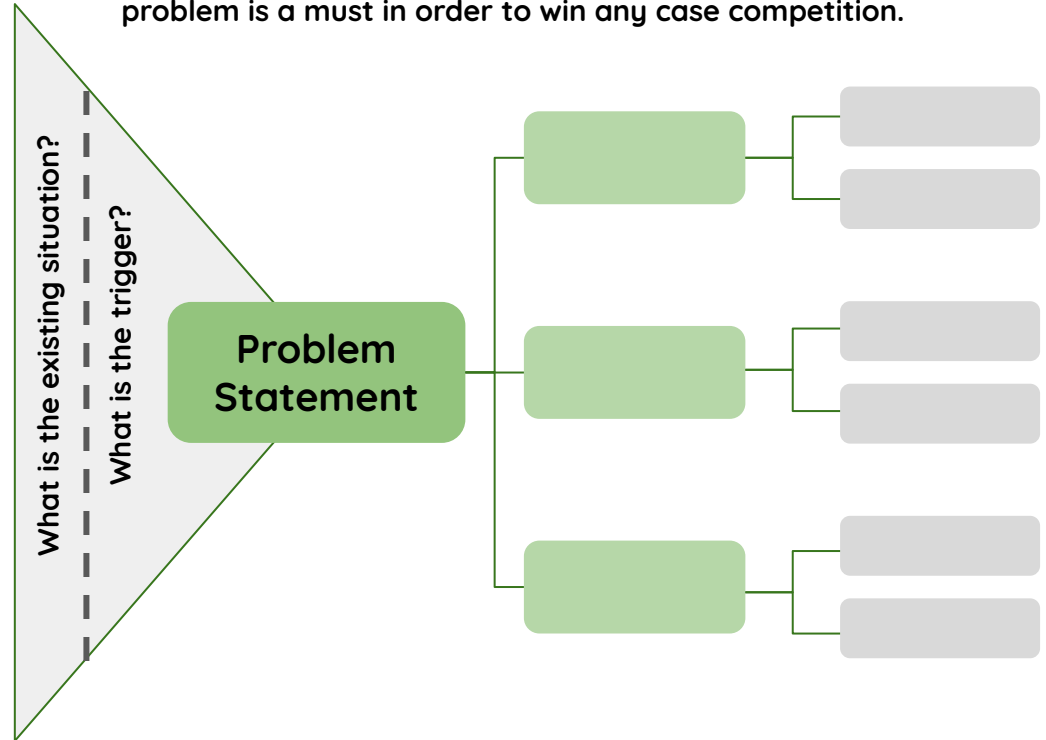 problem is a must in order to win any case competition.
What is the existing situation?
What is the trigger?
Problem
Statement